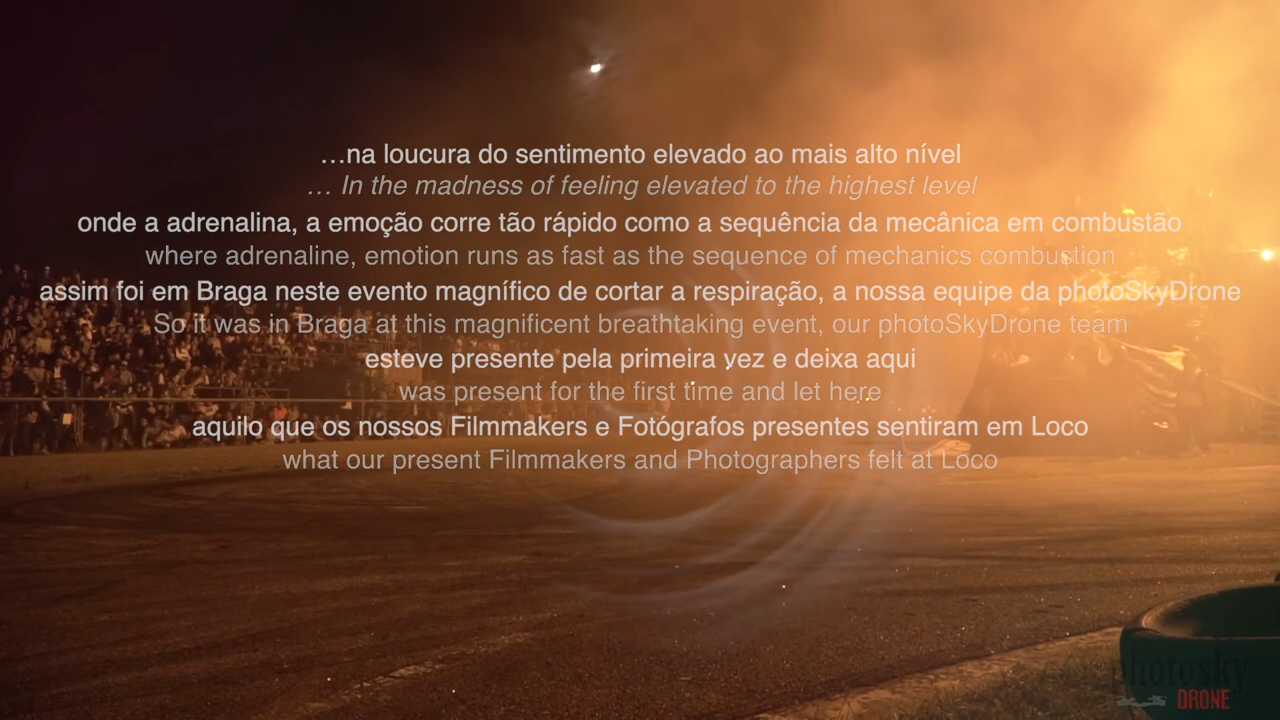 …na loucura do sentimento elevado ao mais alto nível
… In the madness of feeling elevated to the highest level
onde a adrenalina, a emoção corre tão rápido como a sequência da mecânica em combustão
where adrenaline, emotion runs as fast as the sequence of mechanics combustion
assim foi em Braga neste evento magnífico de cortar a respiração, a nossa equipe da photoSkyDrone
So it was in Braga at this magnificent breathtaking event, our photoSkyDrone team
esteve presente pela primeira vez e deixa aqui
was present for the first time and let here
aquilo que os nossos Filmmakers e Fotógrafos presentes sentiram em Loco
what our present Filmmakers and Photographers felt at Loco
photosky
DRONE